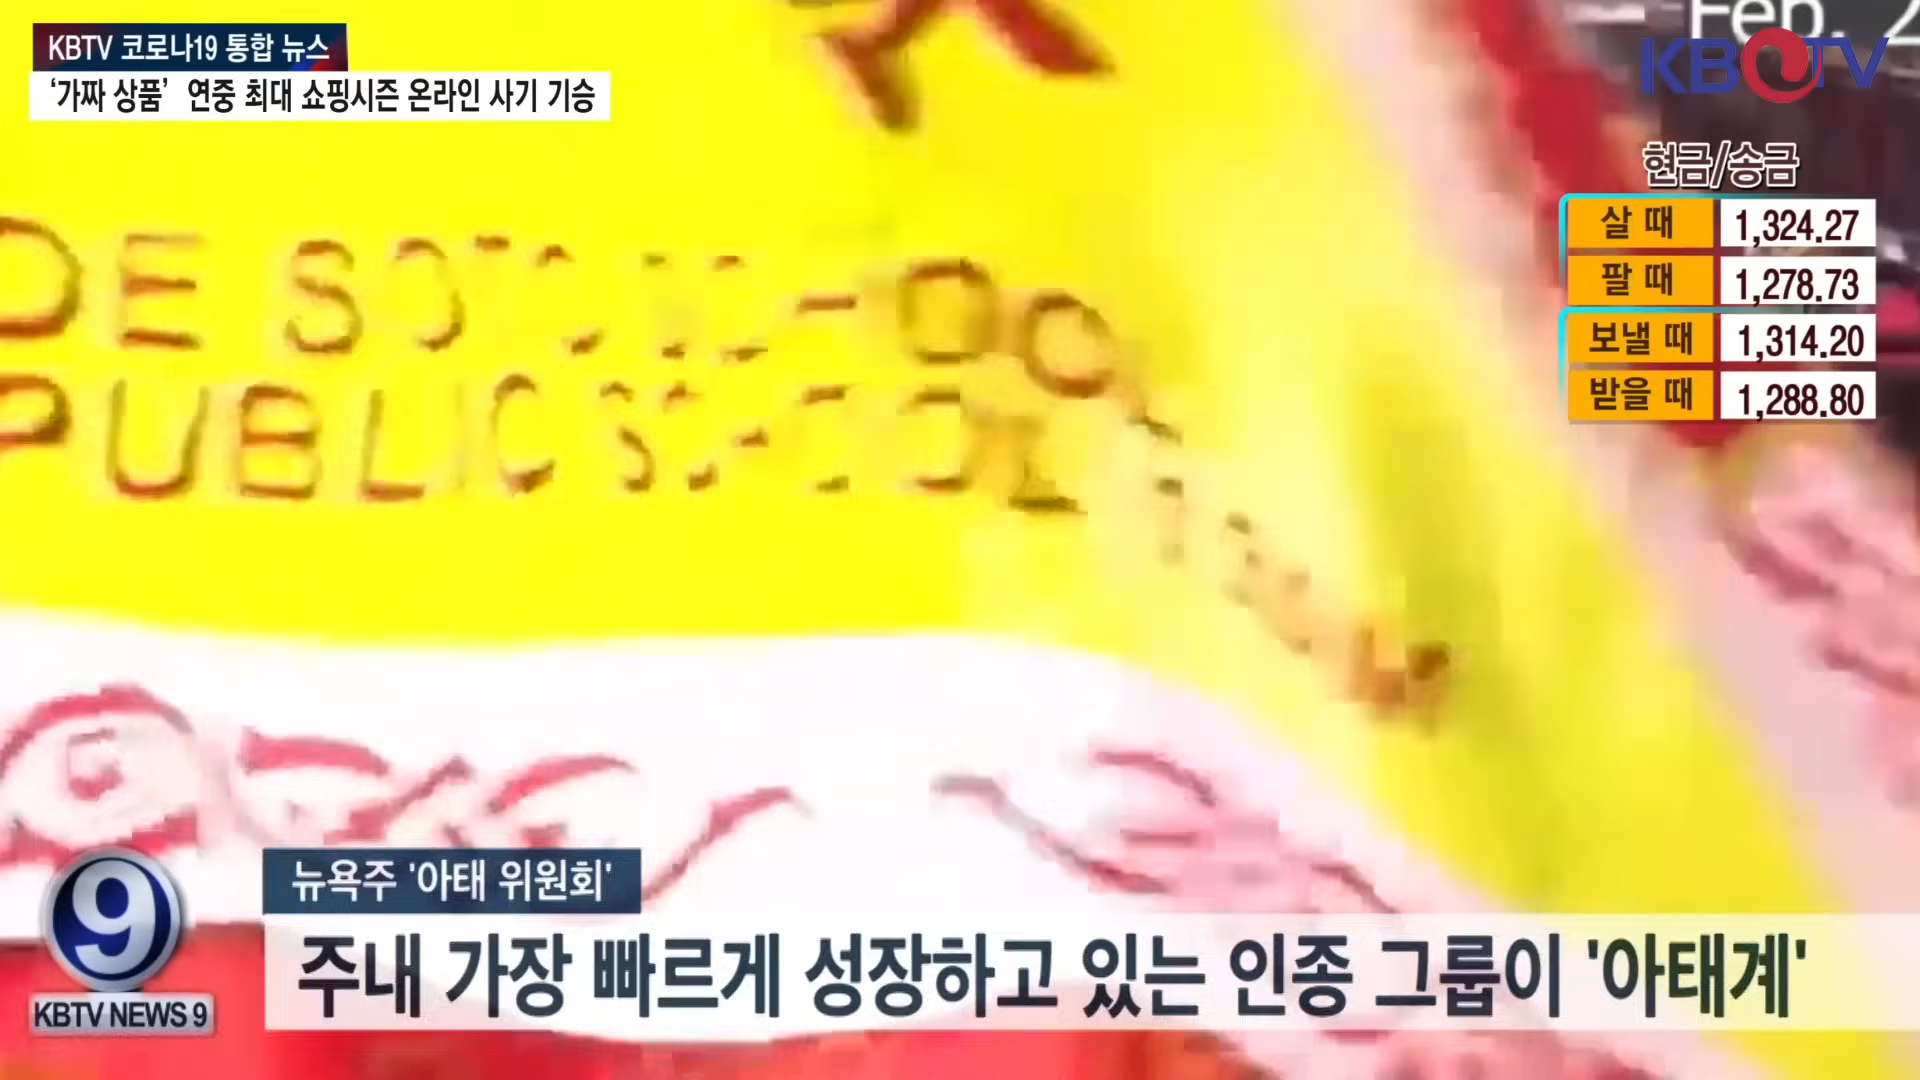 KBTV 코로나19 통합 뉴스
'가짜 상품' 연중 최대 쇼핑시즌 온라인 사기 기승
Feb. 2
KBTV
현금/송금
살 때 1,324.27
팔 때 1,278.73
보낼 때 1,314.20
받을 때 1,288.80
DE SOTO
PUBLIC
뉴욕주 '아태 위원회'
9
주내 가장 빠르게 성장하고 있는 인종 그룹이 '아태계'
KBTV NEWS 9